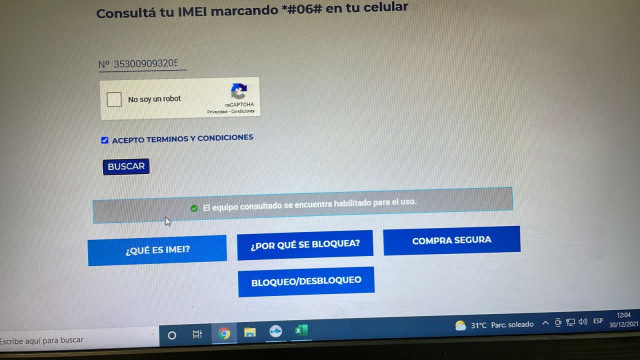 Consultá tu IMEI marcando *#06# en tu celular
Nº 35300909320
No soy un robot
reCAPTCHA
Privacidad - Condiciones
ACEPTO TERMINOS Y CONDICIONES
BUSCAR
El equipo consultado se encuentra habilitado para el uso.
¿QUÉ ES IMEI?
¿POR QUÉ SE BLOQUEA?
COMPRA SEGURA
BLOQUEO/DESBLOQUEO
Escribe aquí para buscar
31°C Parc. soleado
ESP
12:04
30/12/2021